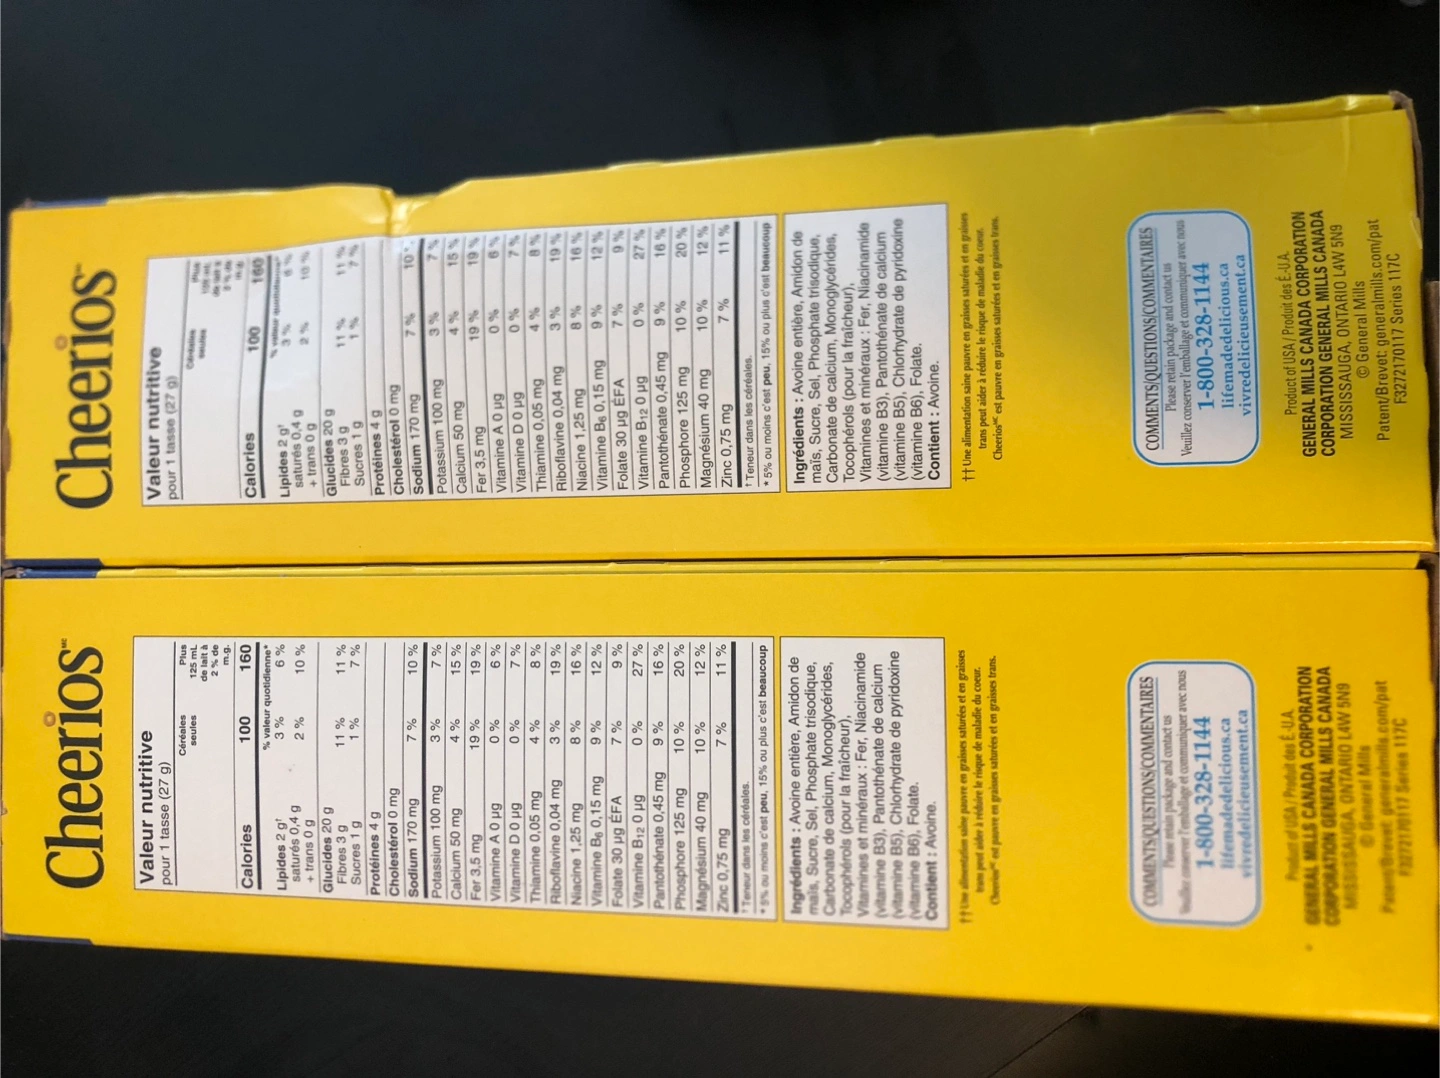 Cheerios MC
Valeur nutritive
pour 1 tasse (27 g)
Céréales seules
Plus 125 mL de lait à 2 % de m.g.
Calories 100 160
% valeur quotidienne*
Lipides 2 g† 3 % 6 %
saturés 0,4 g
+ trans 0 g 2 % 10 %
Glucides 20 g
Fibres 3 g 11 % 11 %
Sucres 1 g 1 % 7 %
Protéines 4 g
Cholestérol 0 mg
Sodium 170 mg 7 % 10 %
Potassium 100 mg 3 % 7 %
Calcium 50 mg 4 % 15 %
Fer 3,5 mg 19 % 19 %
Vitamine A 0 µg 0 % 6 %
Vitamine D 0 µg 0 % 7 %
Thiamine 0,05 mg 4 % 8 %
Riboflavine 0,04 mg 3 % 19 %
Niacine 1,25 mg 8 % 16 %
Vitamine B6 0,15 mg 9 % 12 %
Folate 30 µg ÉFA 7 % 9 %
Vitamine B12 0 µg 0 % 27 %
Pantothénate 0,45 mg 9 % 16 %
Phosphore 125 mg 10 % 20 %
Magnésium 40 mg 10 % 12 %
Zinc 0,75 mg 7 % 11 %
† Teneur dans les céréales.
* 5% ou moins c'est peu, 15% ou plus c'est beaucoup
Ingrédients : Avoine entière, Amidon de
maïs, Sucre, Sel, Phosphate trisodique,
Carbonate de calcium, Monoglycérides,
Tocophérols (pour la fraîcheur),
Vitamines et minéraux : Fer, Niacinamide
(vitamine B3), Pantothénate de calcium
(vitamine B5), Chlorhydrate de pyridoxine
(vitamine B6), Folate.
Contient : Avoine.
†† Une alimentation saine pauvre en graisses saturées et en graisses
trans peut aider à réduire le risque de maladie du coeur.
Cheerios MC est pauvre en graisses saturées et en graisses trans.
COMMENTS/QUESTIONS/COMMENTAIRES
Please retain package and contact us
Veuillez conserver l'emballage et communiquer avec nous
1-800-328-1144
lifemadedelicious.ca
vivredelicieusement.ca
Product of USA / Produit des É.-U.A.
GENERAL MILLS CANADA CORPORATION
CORPORATION GENERAL MILLS CANADA
MISSISSAUGA, ONTARIO L4W 5N9
© General Mills
Patent/Brevet: generalmills.com/pat
F3272170117 Series 117C
Cheerios
Valeur nutritive
pour 1 tasse (27 g)
Céréales seules
Plus 125 mL de lait à 2 % de m.g.
Calories 100 160
% valeur quotidienne*
Lipides 2 g† 3 % 6 %
saturés 0,4 g
+ trans 0 g 2 % 10 %
Glucides 20 g
Fibres 3 g 11 % 11 %
Sucres 1 g 1 % 7 %
Protéines 4 g
Cholestérol 0 mg
Sodium 170 mg 7 % 10 %
Potassium 100 mg 3 % 7 %
Calcium 50 mg 4 % 15 %
Fer 3,5 mg 19 % 19 %
Vitamine A 0 µg 0 % 6 %
Vitamine D 0 µg 0 % 7 %
Thiamine 0,05 mg 4 % 8 %
Riboflavine 0,04 mg 3 % 19 %
Niacine 1,25 mg 8 % 16 %
Vitamine B6 0,15 mg 9 % 12 %
Folate 30 µg ÉFA 7 % 9 %
Vitamine B12 0 µg 0 % 27 %
Pantothénate 0,45 mg 9 % 16 %
Phosphore 125 mg 10 % 20 %
Magnésium 40 mg 10 % 12 %
Zinc 0,75 mg 7 % 11 %
† Teneur dans les céréales.
* 5% ou moins c'est peu, 15% ou plus c'est beaucoup
Ingrédients : Avoine entière, Amidon de
maïs, Sucre, Sel, Phosphate trisodique,
Carbonate de calcium, Monoglycérides,
Tocophérols (pour la fraîcheur),
Vitamines et minéraux : Fer, Niacinamide
(vitamine B3), Pantothénate de calcium
(vitamine B5), Chlorhydrate de pyridoxine
(vitamine B6), Folate.
Contient : Avoine.
†† Une alimentation saine pauvre en graisses saturées et en graisses
trans peut aider à réduire le risque de maladie du coeur.
Cheerios MC est pauvre en graisses saturées et en graisses trans.
COMMENTS/QUESTIONS/COMMENTAIRES
Please retain package and contact us
Veuillez conserver l'emballage et communiquer avec nous
1-800-328-1144
lifemadedelicious.ca
vivredelicieusement.ca
Product of USA / Produit des É.-U.A.
GENERAL MILLS CANADA CORPORATION
CORPORATION GENERAL MILLS CANADA
MISSISSAUGA, ONTARIO L4W 5N9
© General Mills
Patent/Brevet: generalmills.com/pat
F3272170117 Series 117C